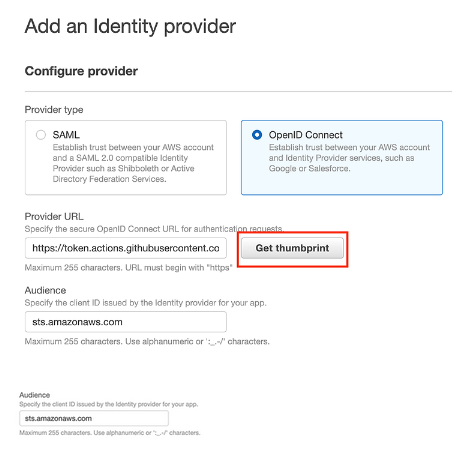 Add an Identity provider
Configure provider
Provider type
SAML
Establish trust between your AWS account
and a SAML 2.0 compatible Identity
Provider such as Shibboleth or Active
Directory Federation Services.
OpenID Connect
Establish trust between your AWS account
and Identity Provider services, such as
Google or Salesforce.
Provider URL
Specify the secure OpenID Connect URL for authentication requests.
https://token.actions.githubusercontent.co
Get thumbprint
Maximum 255 characters. URL must begin with "https"
Audience
Specify the client ID issued by the Identity provider for your app.
sts.amazonaws.com
Maximum 255 characters. Use alphanumeric or ':_.-/' characters.
Audience
Specify the client ID issued by the Identity provider for your app.
sts.amazonaws.com
Maximum 255 characters. Use alphanumeric or ':_.-/' characters.